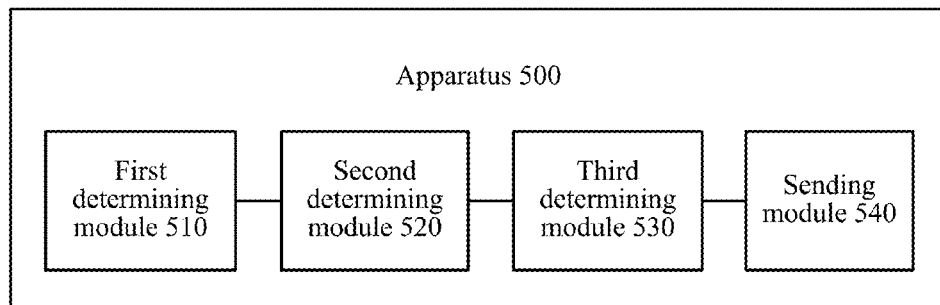 Apparatus 500
First
determining
module 510
Second
determining
module 520
Third
determining
module 530
Sending
module 540